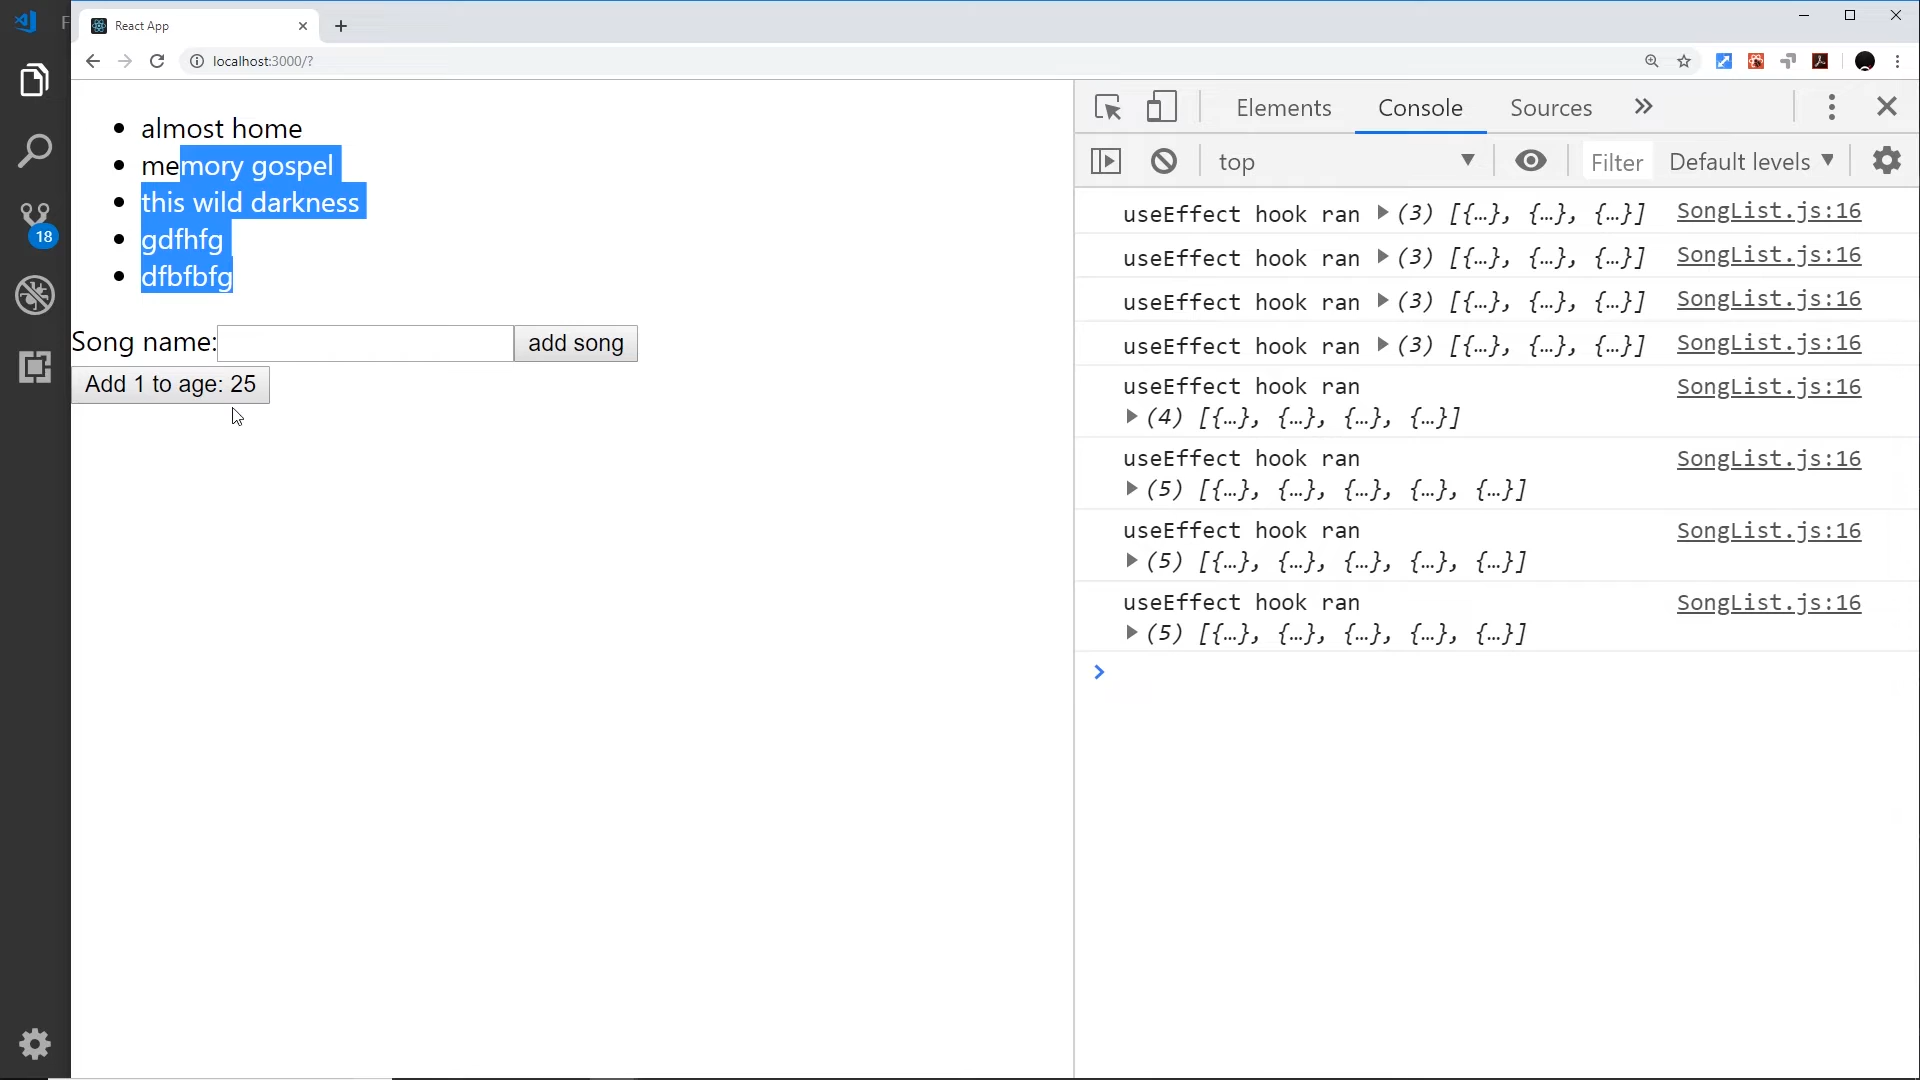 F
React App
localhost:3000/?
almost home
memory gospel
this wild darkness
gdfhfg
dfbfbfg
Song name: add song
Add 1 to age: 25
18
Elements Console Sources
top Filter Default levels
useEffect hook ran (3) [{…}, {…}, {…}] SongList.js:16
useEffect hook ran (3) [{…}, {…}, {…}] SongList.js:16
useEffect hook ran (3) [{…}, {…}, {…}] SongList.js:16
useEffect hook ran (3) [{…}, {…}, {…}] SongList.js:16
useEffect hook ran SongList.js:16
(4) [{…}, {…}, {…}, {…}]
useEffect hook ran SongList.js:16
(5) [{…}, {…}, {…}, {…}, {…}]
useEffect hook ran SongList.js:16
(5) [{…}, {…}, {…}, {…}, {…}]
useEffect hook ran SongList.js:16
(5) [{…}, {…}, {…}, {…}, {…}]